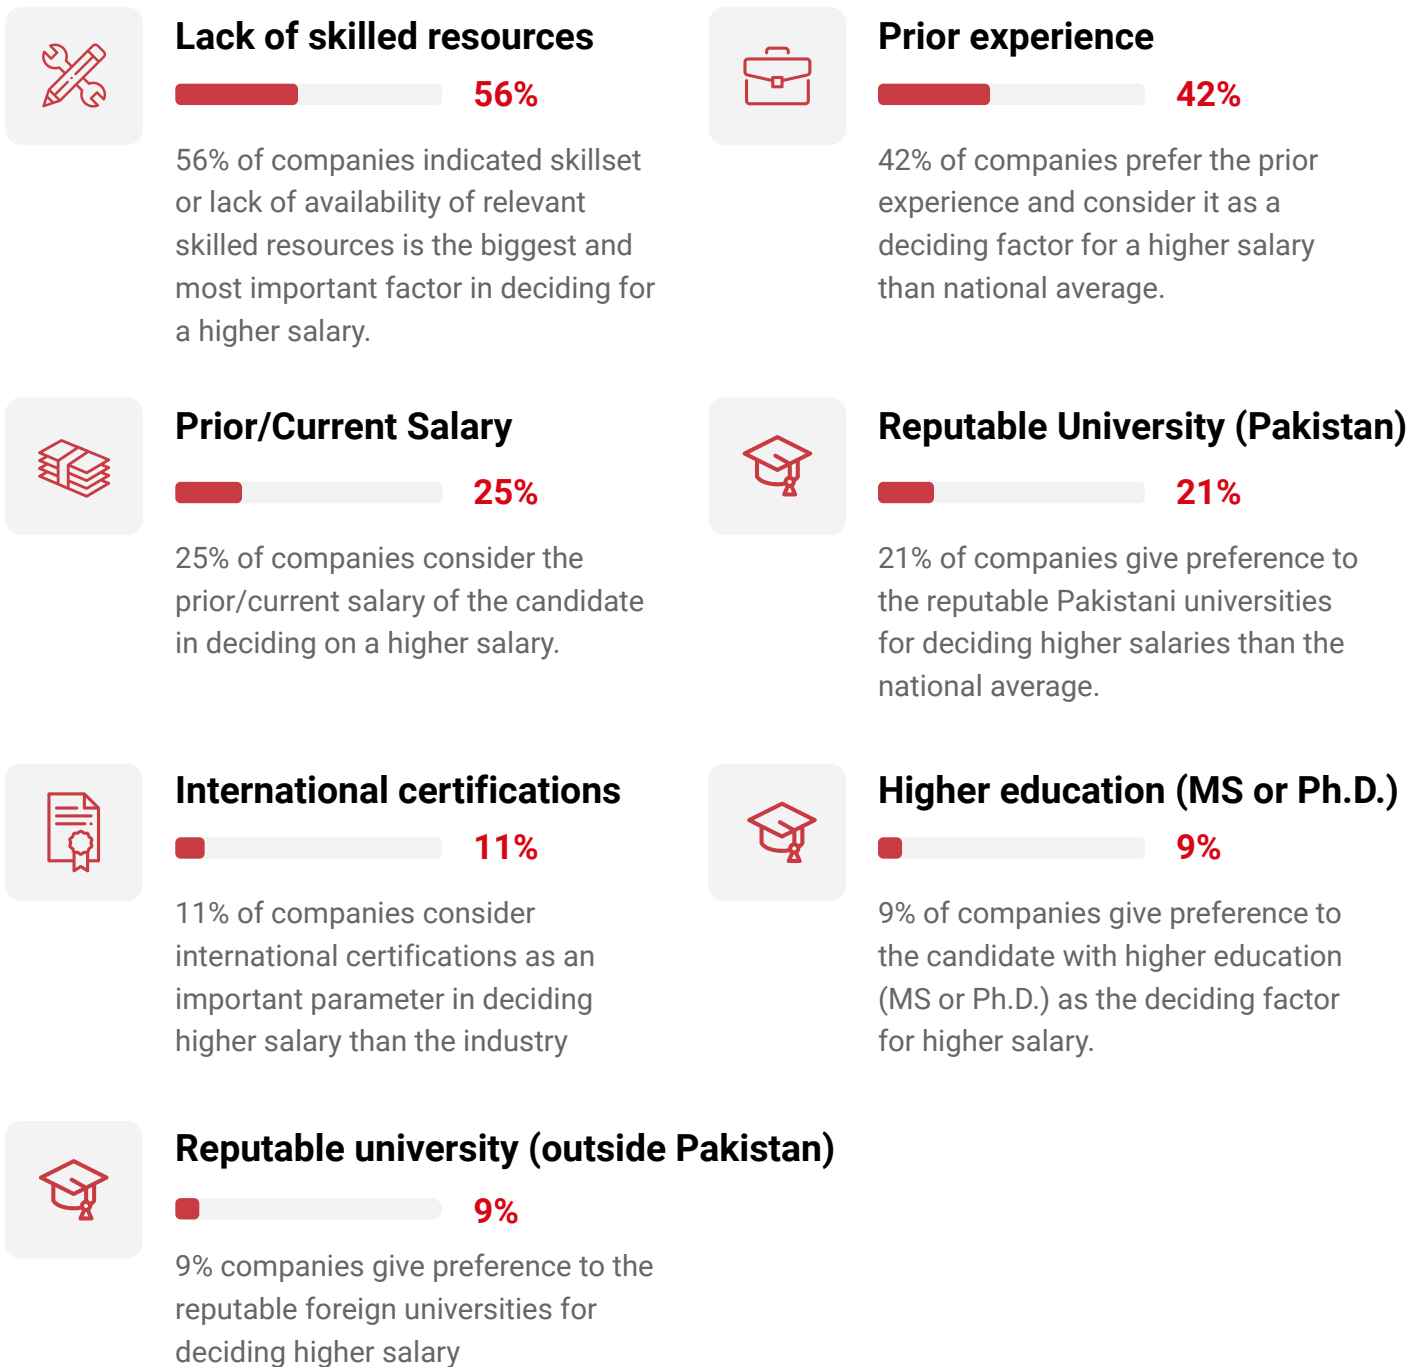 Lack of skilled resources
56%
56% of companies indicated skillset
or lack of availability of relevant
skilled resources is the biggest and
most important factor in deciding for
a higher salary.
Prior experience
42%
42% of companies prefer the prior
experience and consider it as a
deciding factor for a higher salary
than national average.
Prior/Current Salary
25%
25% of companies consider the
prior/current salary of the candidate
in deciding on a higher salary.
Reputable University (Pakistan)
21%
21% of companies give preference to
the reputable Pakistani universities
for deciding higher salaries than the
national average.
International certifications
11%
11% of companies consider
international certifications as an
important parameter in deciding
higher salary than the industry
Higher education (MS or Ph.D.)
9%
9% of companies give preference to
the candidate with higher education
(MS or Ph.D.) as the deciding factor
for higher salary.
Reputable university (outside Pakistan)
9%
9% companies give preference to the
reputable foreign universities for
deciding higher salary